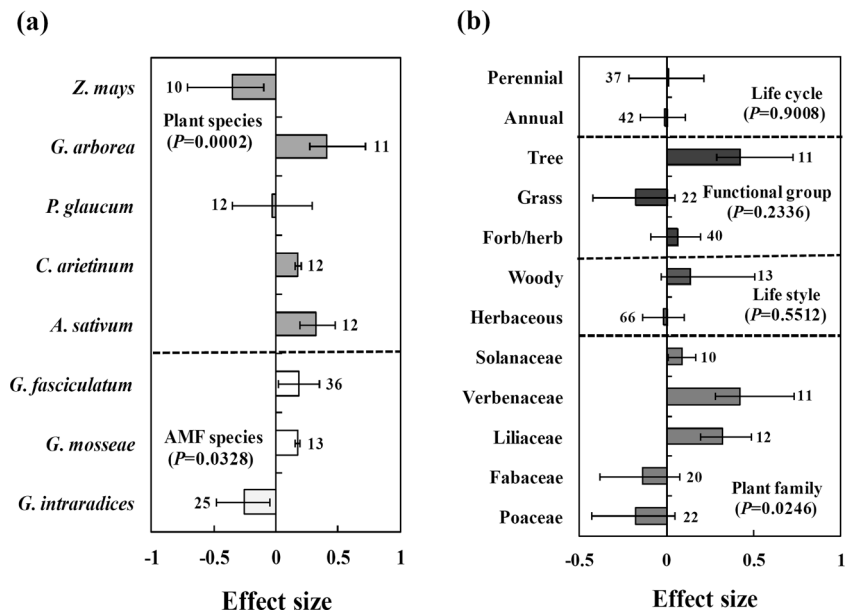 (a)
Z. mays
10
Plant species
(P=0.0002)
G. arborea
11
P. glaucum
12
C. arietinum
12
A. sativum
12
G. fasciculatum
36
G. mosseae
13
AMF species
(P=0.0328)
G. intraradices
25
-1
-0.5
0
0.5
1
Effect size
(b)
Perennial
37
Life cycle
(P=0.9008)
Annual
42
Tree
11
Grass
22
Functional group
(P=0.2336)
Forb/herb
40
Woody
13
Life style
(P=0.5512)
Herbaceous
66
Solanaceae
10
Verbenaceae
11
Liliaceae
12
Fabaceae
20
Plant family
(P=0.0246)
Poaceae
22
-0.5
0
0.5
1
Effect size